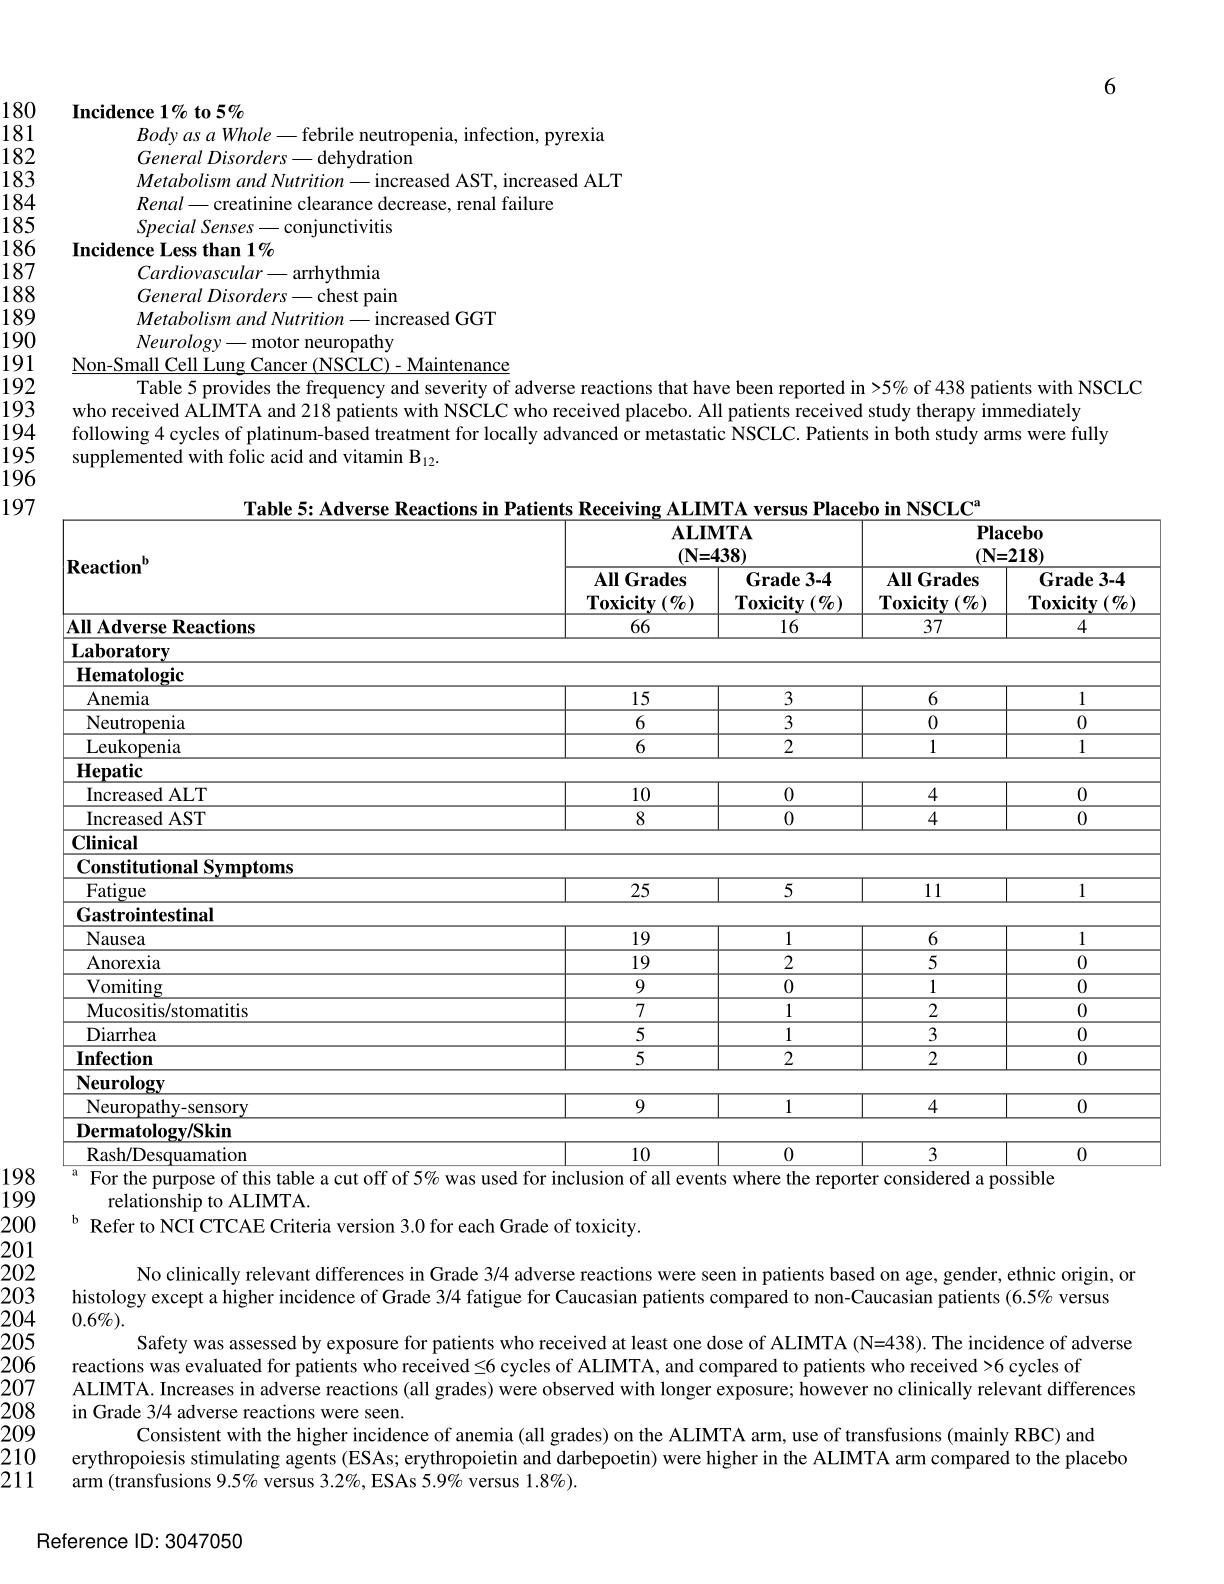 6
180 Incidence 1% to 5%
181 Body as a Whole — febrile neutropenia, infection, pyrexia
182 General Disorders — dehydration
183 Metabolism and Nutrition — increased AST, increased ALT
184 Renal — creatinine clearance decrease, renal failure
185 Special Senses — conjunctivitis
186 Incidence Less than 1%
187 Cardiovascular — arrhythmia
188 General Disorders — chest pain
189 Metabolism and Nutrition — increased GGT
190 Neurology — motor neuropathy
191 Non-Small Cell Lung Cancer (NSCLC) - Maintenance
192 Table 5 provides the frequency and severity of adverse reactions that have been reported in >5% of 438 patients with NSCLC
193 who received ALIMTA and 218 patients with NSCLC who received placebo. All patients received study therapy immediately
194 following 4 cycles of platinum-based treatment for locally advanced or metastatic NSCLC. Patients in both study arms were fully
195 supplemented with folic acid and vitamin B12.
196
197 Table 5: Adverse Reactions in Patients Receiving ALIMTA versus Placebo in NSCLCa
Reactionb
ALIMTA Placebo
(N=438) (N=218)
All Grades Grade 3-4 All Grades Grade 3-4
Toxicity (%) Toxicity (%) Toxicity (%) Toxicity (%)
All Adverse Reactions 66 16 37 4
Laboratory
Hematologic
Anemia 15 3 6 1
Neutropenia 6 3 0 0
Leukopenia 6 2 1 1
Hepatic
Increased ALT 10 0 4 0
Increased AST 8 0 4 0
Clinical
Constitutional Symptoms
Fatigue 25 5 11 1
Gastrointestinal
Nausea 19 1 6 1
Anorexia 19 2 5 0
Vomiting 9 0 1 0
Mucositis/stomatitis 7 1 2 0
Diarrhea 5 1 3 0
Infection 5 2 2 0
Neurology
Neuropathy-sensory 9 1 4 0
Dermatology/Skin
Rash/Desquamation 10 0 3 0
198 a For the purpose of this table a cut off of 5% was used for inclusion of all events where the reporter considered a possible
199 relationship to ALIMTA.
200 b Refer to NCI CTCAE Criteria version 3.0 for each Grade of toxicity.
201
202 No clinically relevant differences in Grade 3/4 adverse reactions were seen in patients based on age, gender, ethnic origin, or
203 histology except a higher incidence of Grade 3/4 fatigue for Caucasian patients compared to non-Caucasian patients (6.5% versus
204 0.6%).
205 Safety was assessed by exposure for patients who received at least one dose of ALIMTA (N=438). The incidence of adverse
206 reactions was evaluated for patients who received ≤6 cycles of ALIMTA, and compared to patients who received >6 cycles of
207 ALIMTA. Increases in adverse reactions (all grades) were observed with longer exposure; however no clinically relevant differences
208 in Grade 3/4 adverse reactions were seen.
209 Consistent with the higher incidence of anemia (all grades) on the ALIMTA arm, use of transfusions (mainly RBC) and
210 erythropoiesis stimulating agents (ESAs; erythropoietin and darbepoetin) were higher in the ALIMTA arm compared to the placebo
211 arm (transfusions 9.5% versus 3.2%, ESAs 5.9% versus 1.8%).
Reference ID: 3047050